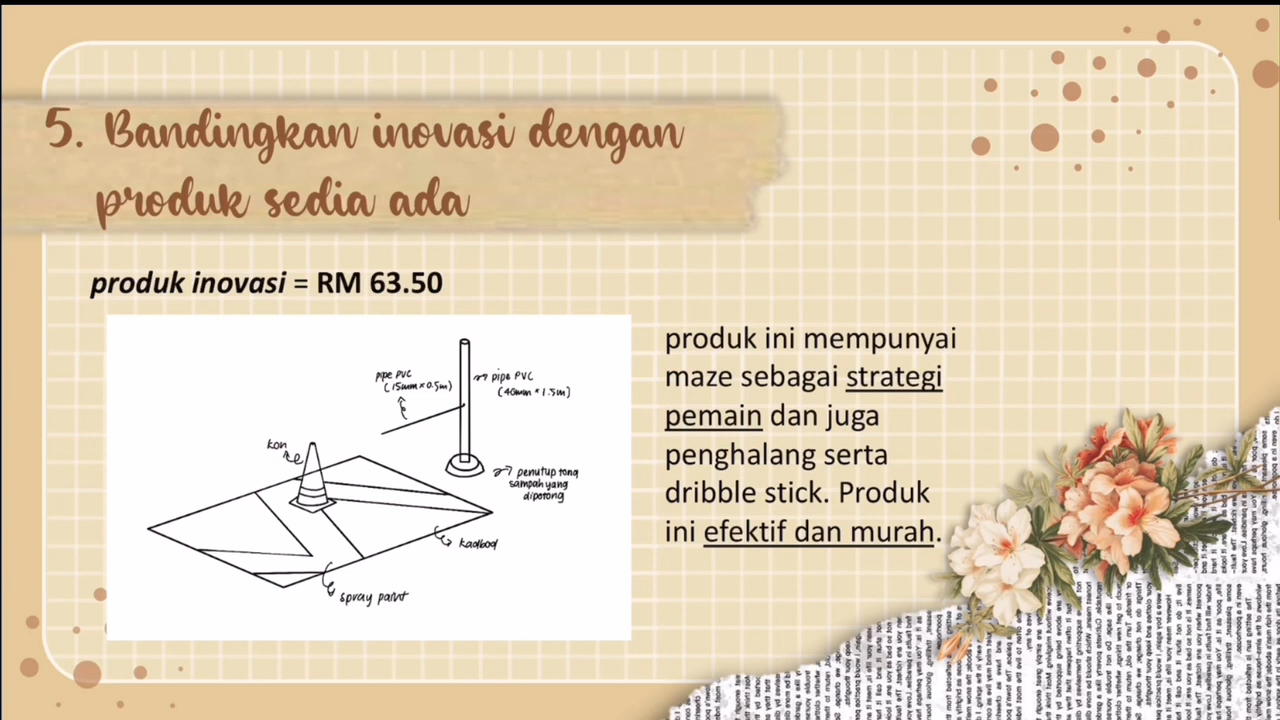 5. Bandingkan inovasi dengan
produk sedia ada
produk inovasi = RM 63.50
pipe PVC
(15mm x 0.5m)
pipe PVC
(40mm * 1.5m)
kon
penutup tong
sampah yang
dipotong
kadbod
spray paint
produk ini mempunyai
maze sebagai strategi
pemain dan juga
penghalang serta
dribble stick. Produk
ini efektif dan murah.